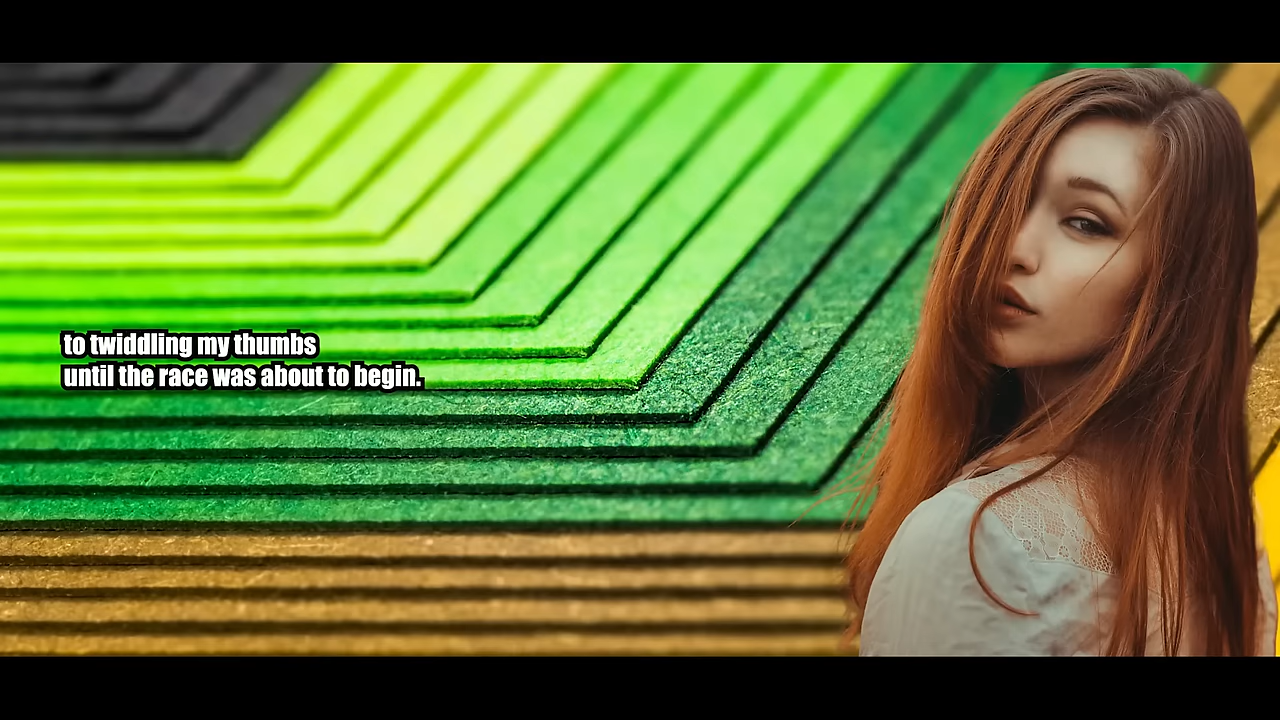 to twiddling my thumbs
until the race was about to begin.